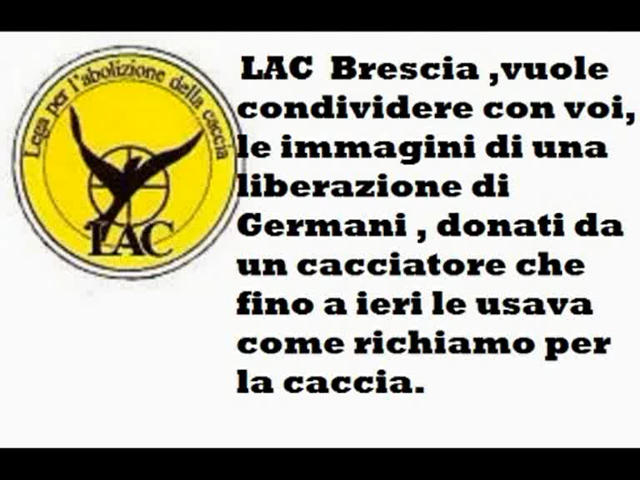 Lega per l'abolizione della caccia
LAC
LAC Brescia ,vuole
condividere con voi,
le immagini di una
liberazione di
Germani , donati da
un cacciatore che
fino a ieri le usava
come richiamo per
la caccia.